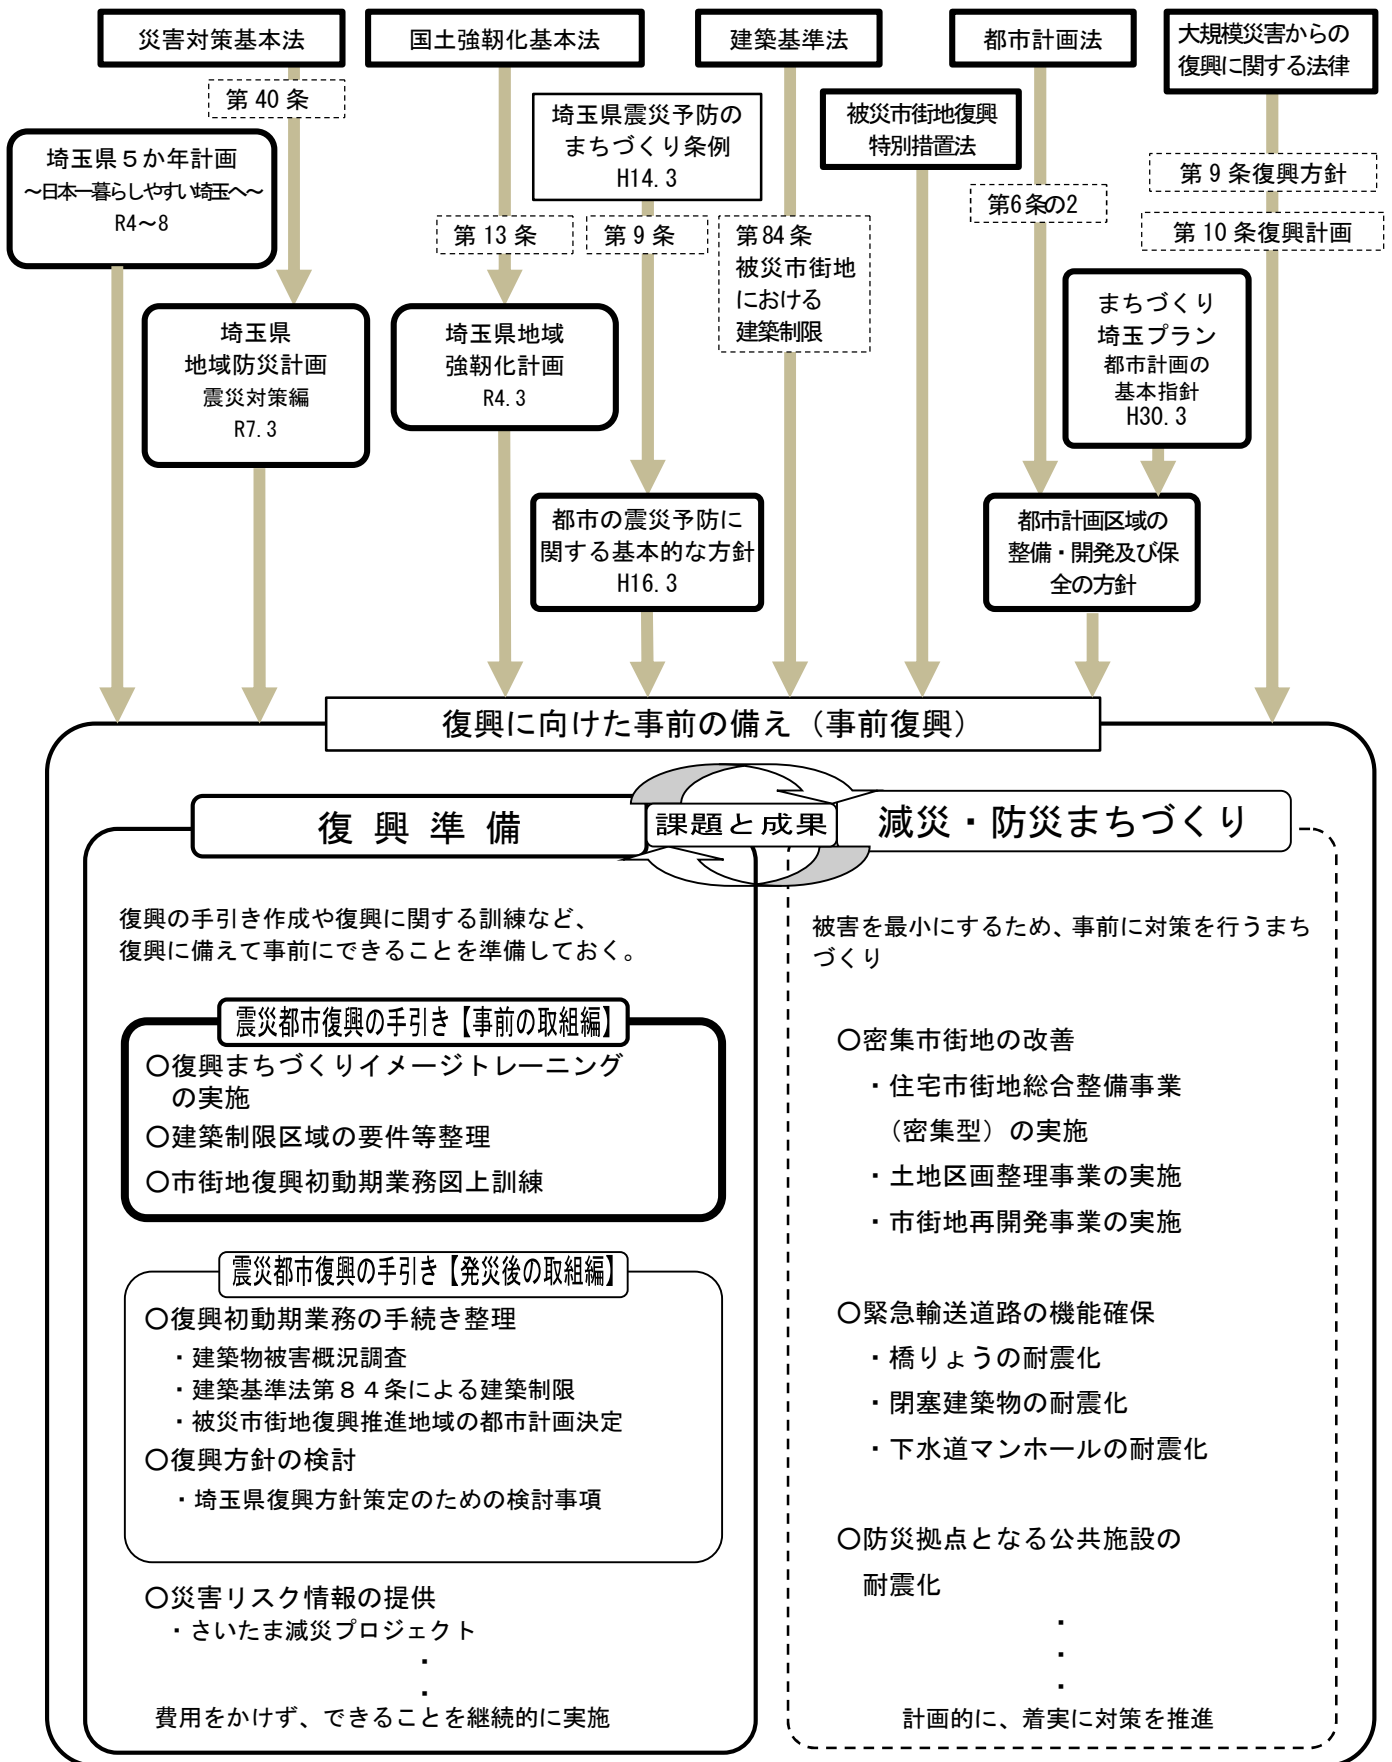 災害対策基本法
国土強靭化基本法
建築基準法
都市計画法
大規模災害からの
復興に関する法律
第 40 条
埼玉県震災予防の
まちづくり条例
H14.3
被災市街地復興
特別措置法
埼玉県５か年計画
～日本一暮らしやすい埼玉へ～
R4～8
第 9 条復興方針
第 10 条復興計画
第 13 条
第 9 条
第84 条
被災市街地
における
建築制限
第6条の2
埼玉県
地域防災計画
震災対策編
R7.3
埼玉県地域
強靭化計画
R4.3
まちづくり
埼玉プラン
都市計画の
基本指針
H30.3
都市の震災予防に
関する基本的な方針
H16.3
都市計画区域の
整備・開発及び保
全の方針
復興に向けた事前の備え（事前復興）
復 興 準 備
課題と成果
減災・防災まちづくり
復興の手引き作成や復興に関する訓練など、
復興に備えて事前にできることを準備しておく。
震災都市復興の手引き【事前の取組編】
○復興まちづくりイメージトレーニング
の実施
○建築制限区域の要件等整理
○市街地復興初動期業務図上訓練
震災都市復興の手引き【発災後の取組編】
○復興初動期業務の手続き整理
・建築物被害概況調査
・建築基準法第８４条による建築制限
・被災市街地復興推進地域の都市計画決定
○復興方針の検討
・埼玉県復興方針策定のための検討事項
○災害リスク情報の提供
・さいたま減災プロジェクト
・
・
費用をかけず、できることを継続的に実施
被害を最小にするため、事前に対策を行うまち
づくり
○密集市街地の改善
・住宅市街地総合整備事業
（密集型）の実施
・土地区画整理事業の実施
・市街地再開発事業の実施
○緊急輸送道路の機能確保
・橋りょうの耐震化
・閉塞建築物の耐震化
・下水道マンホールの耐震化
○防災拠点となる公共施設の
耐震化
・
・
・
計画的に、着実に対策を推進